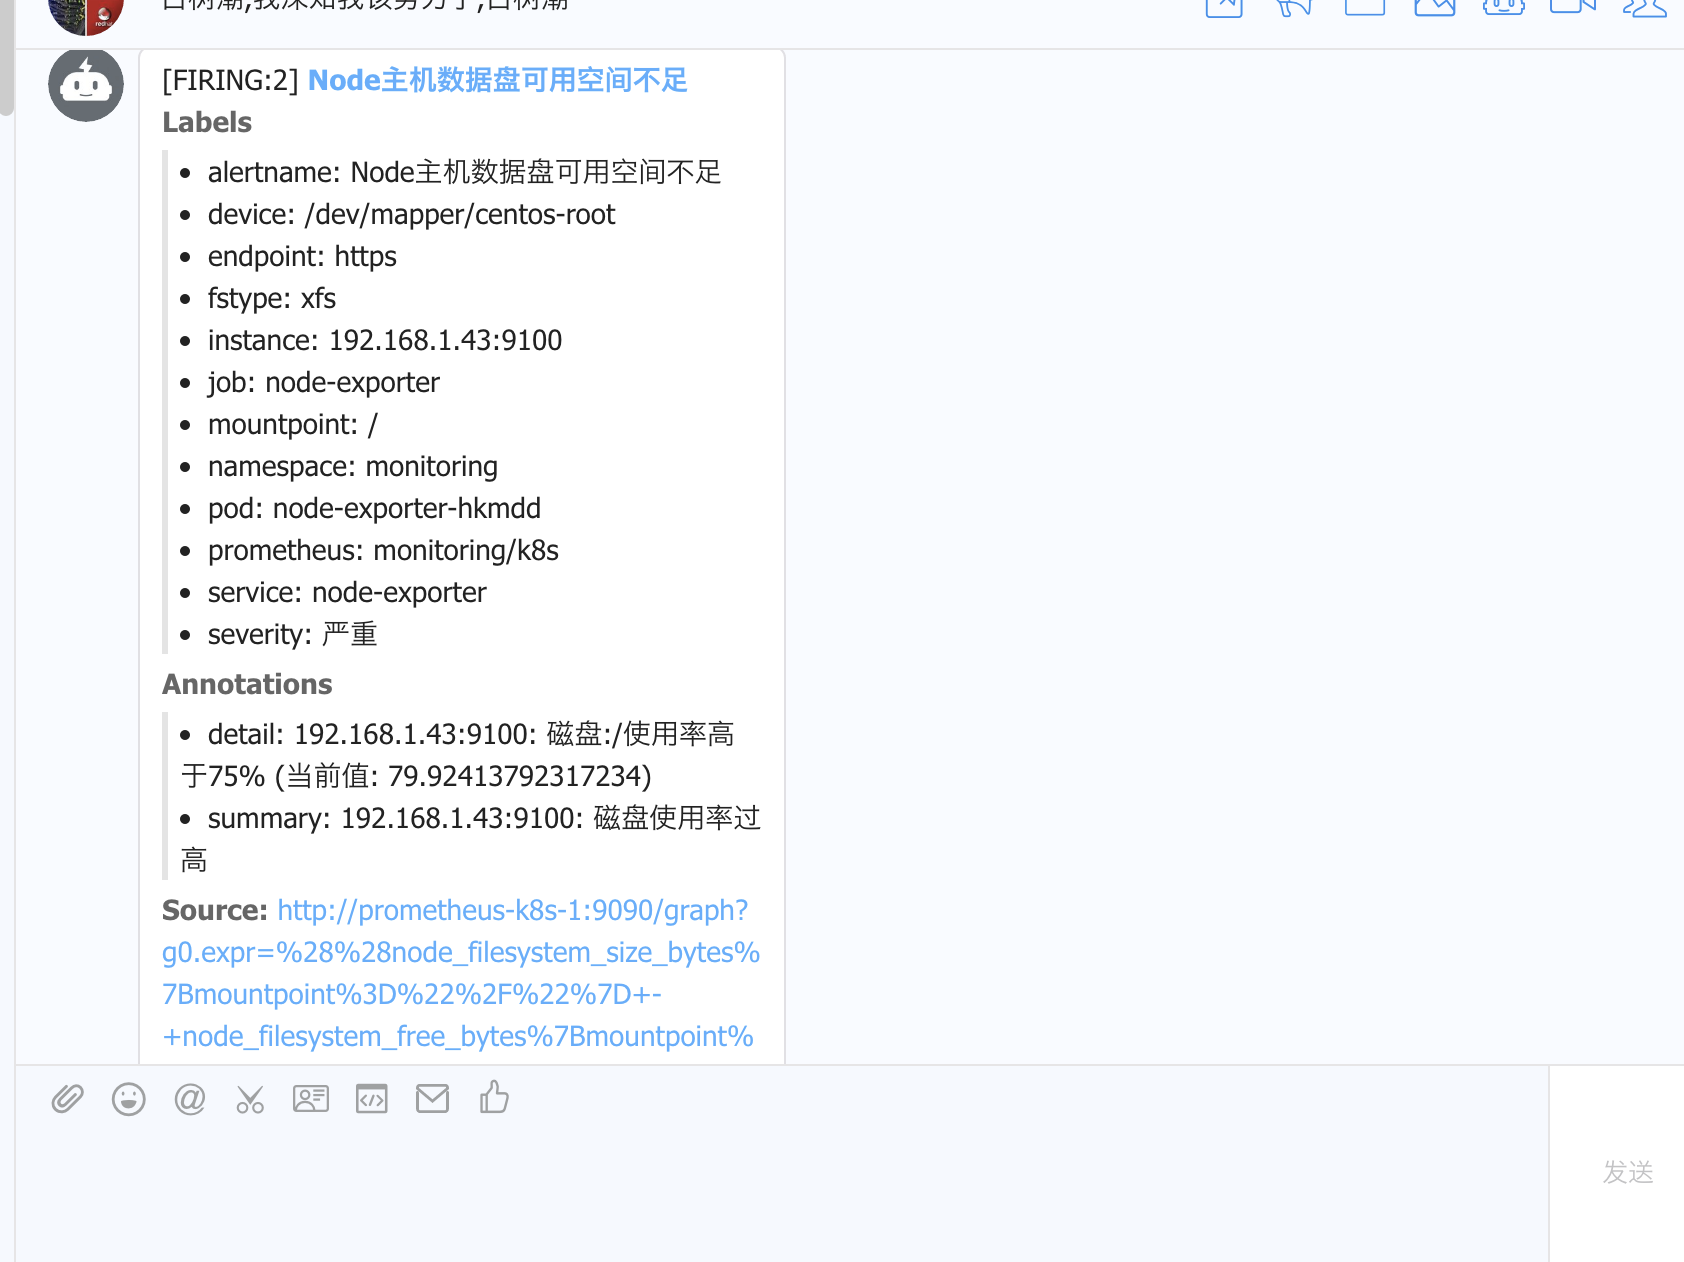 [FIRING:2] Node主机数据盘可用空间不足
Labels
• alertname: Node主机数据盘可用空间不足
• device: /dev/mapper/centos-root
• endpoint: https
• fstype: xfs
• instance: 192.168.1.43:9100
• job: node-exporter
• mountpoint: /
• namespace: monitoring
• pod: node-exporter-hkmdd
• prometheus: monitoring/k8s
• service: node-exporter
• severity: 严重
Annotations
• detail: 192.168.1.43:9100: 磁盘:/使用率高
于75% (当前值: 79.92413792317234)
• summary: 192.168.1.43:9100: 磁盘使用率过
高
Source: http://prometheus-k8s-1:9090/graph?
g0.expr=%28%28node_filesystem_size_bytes%
7Bmountpoint%3D%22%2F%22%7D+-
+node_filesystem_free_bytes%7Bmountpoint%
发送